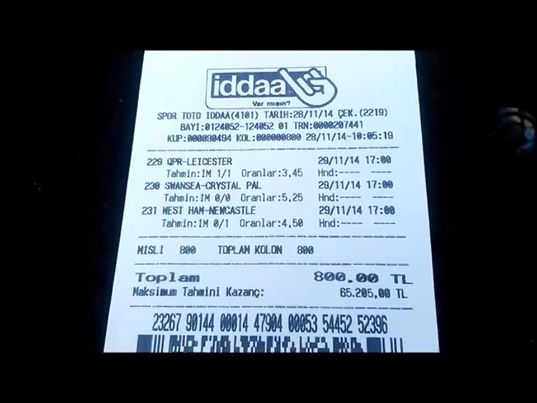 iddaa
Var mısın?
SPOR TOTO IDDAA(4101) TARIH:28/11/14 ÇEK.(2219)
BAYI:0124052-124052 01 TRN:0000207441
KUP:000090494 KOL:000000800 28/11/14-10:05:19
229 QPR-LEICESTER 29/11/14 17:00
Tahmin:IM 1/1 Oranlar:3,45 Hnd:---- -----
230 SWANSEA-CRYSTAL PAL 29/11/14 17:00
Tahmin:IM 0/0 Oranlar:5,25 Hnd:---- -----
231 WEST HAM-NEWCASTLE 29/11/14 17:00
Tahmin:IM 0/1 Oranlar:4,50 Hnd:---- -----
MISLI 800 TOPLAM KOLON 800
Toplam 800.00 TL
Maksimum Tahmini Kazanç: 65.205,00 TL
23267 90144 00014 47904 00053 54452 52396